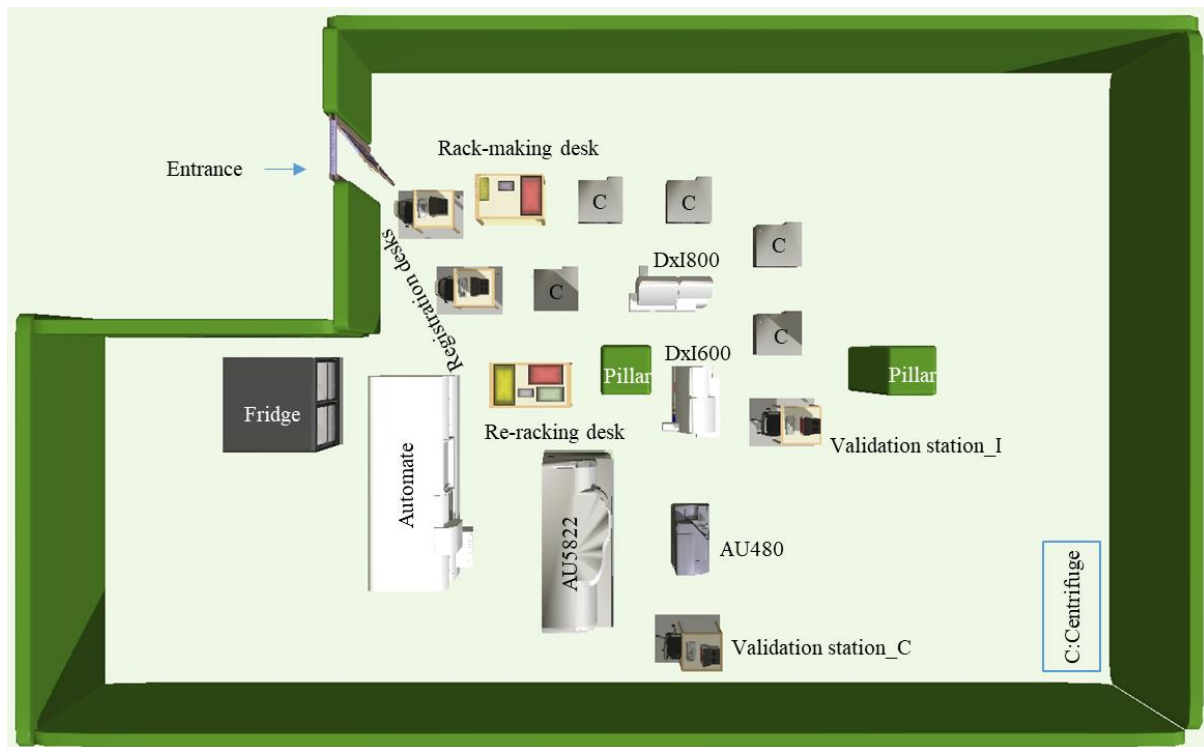 Entrance
Rack-making desk
C
C
C
DxI800
C
Registration desks
C
DxI600
Pillar
Pillar
Fridge
Re-racking desk
Validation station_I
Automate
AU5822
AU480
Validation station_C
C:Centrifuge